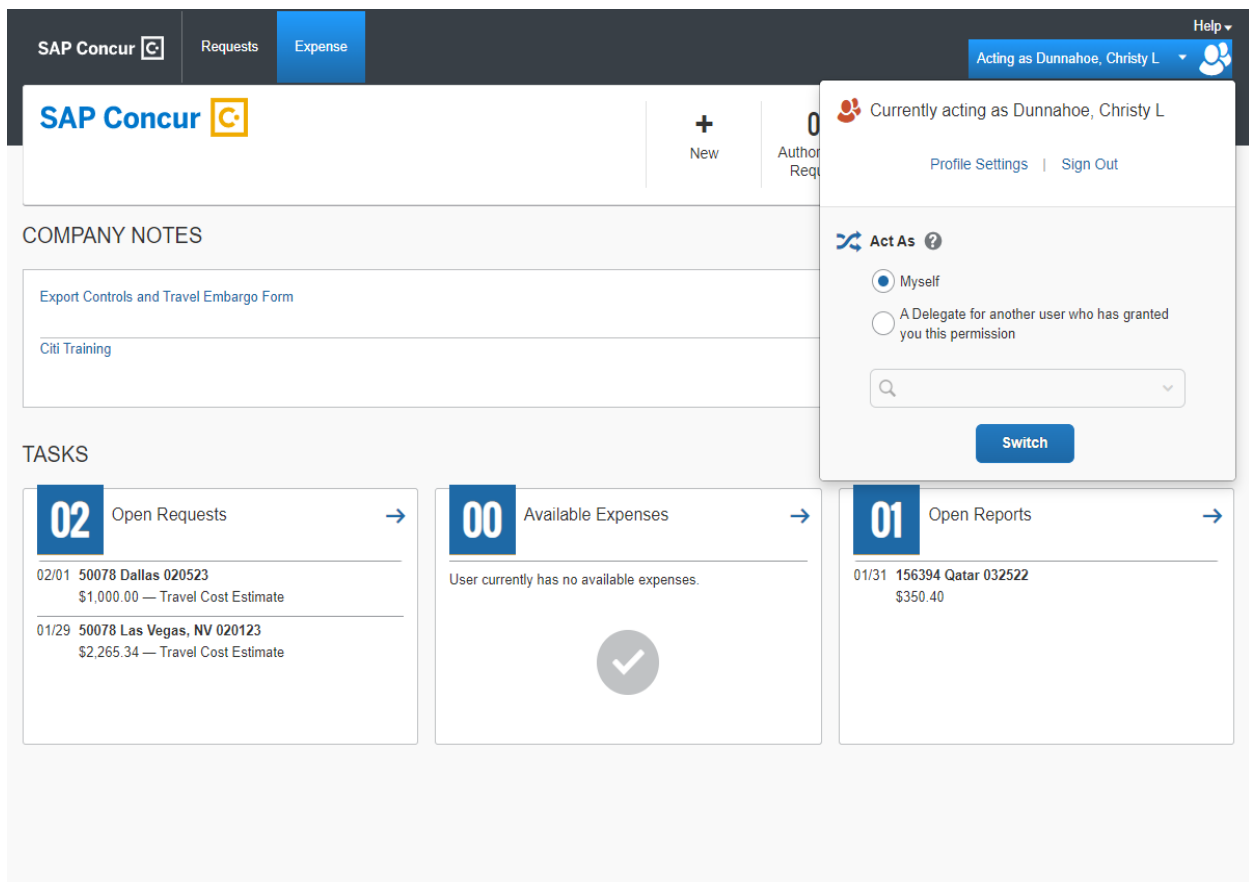 Help
SAP Concur C
Requests
Expense
Acting as Dunnahoe, Christy L
SAP Concur C
+
New
0
Currently acting as Dunnahoe, Christy L
Profile Settings | Sign Out
COMPANY NOTES
Export Controls and Travel Embargo Form
Citi Training
Act As ?
Myself
A Delegate for another user who has granted
you this permission
Switch
TASKS
02 Open Requests
02/01 50078 Dallas 020523
$1,000.00 — Travel Cost Estimate
01/29 50078 Las Vegas, NV 020123
$2,265.34 — Travel Cost Estimate
00 Available Expenses
User currently has no available expenses.
01 Open Reports
01/31 156394 Qatar 032522
$350.40